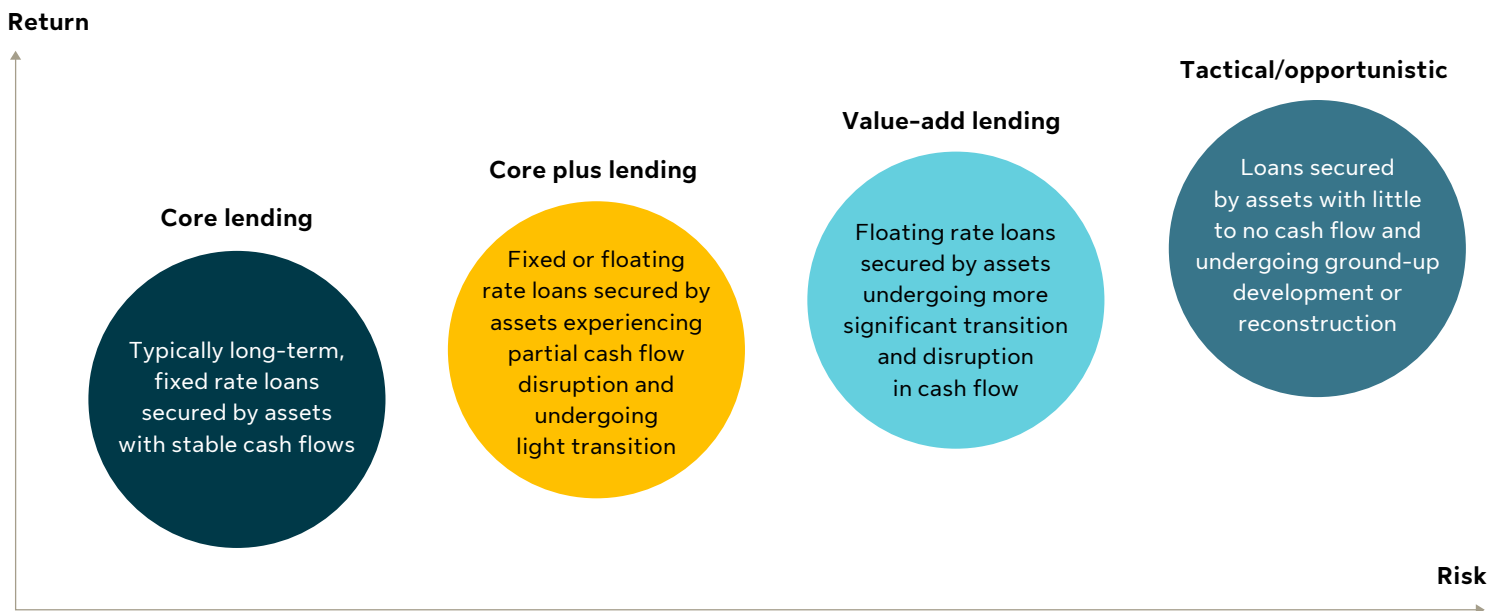 Return
Core lending
Typically long-term,
fixed rate loans
secured by assets
with stable cash flows
Core plus lending
Fixed or floating
rate loans secured by
assets experiencing
partial cash flow
disruption and
undergoing
light transition
Value-add lending
Floating rate loans
secured by assets
undergoing more
significant transition
and disruption
in cash flow
Tactical/opportunistic
Loans secured
by assets with little
to no cash flow and
undergoing ground-up
development or
reconstruction
Risk